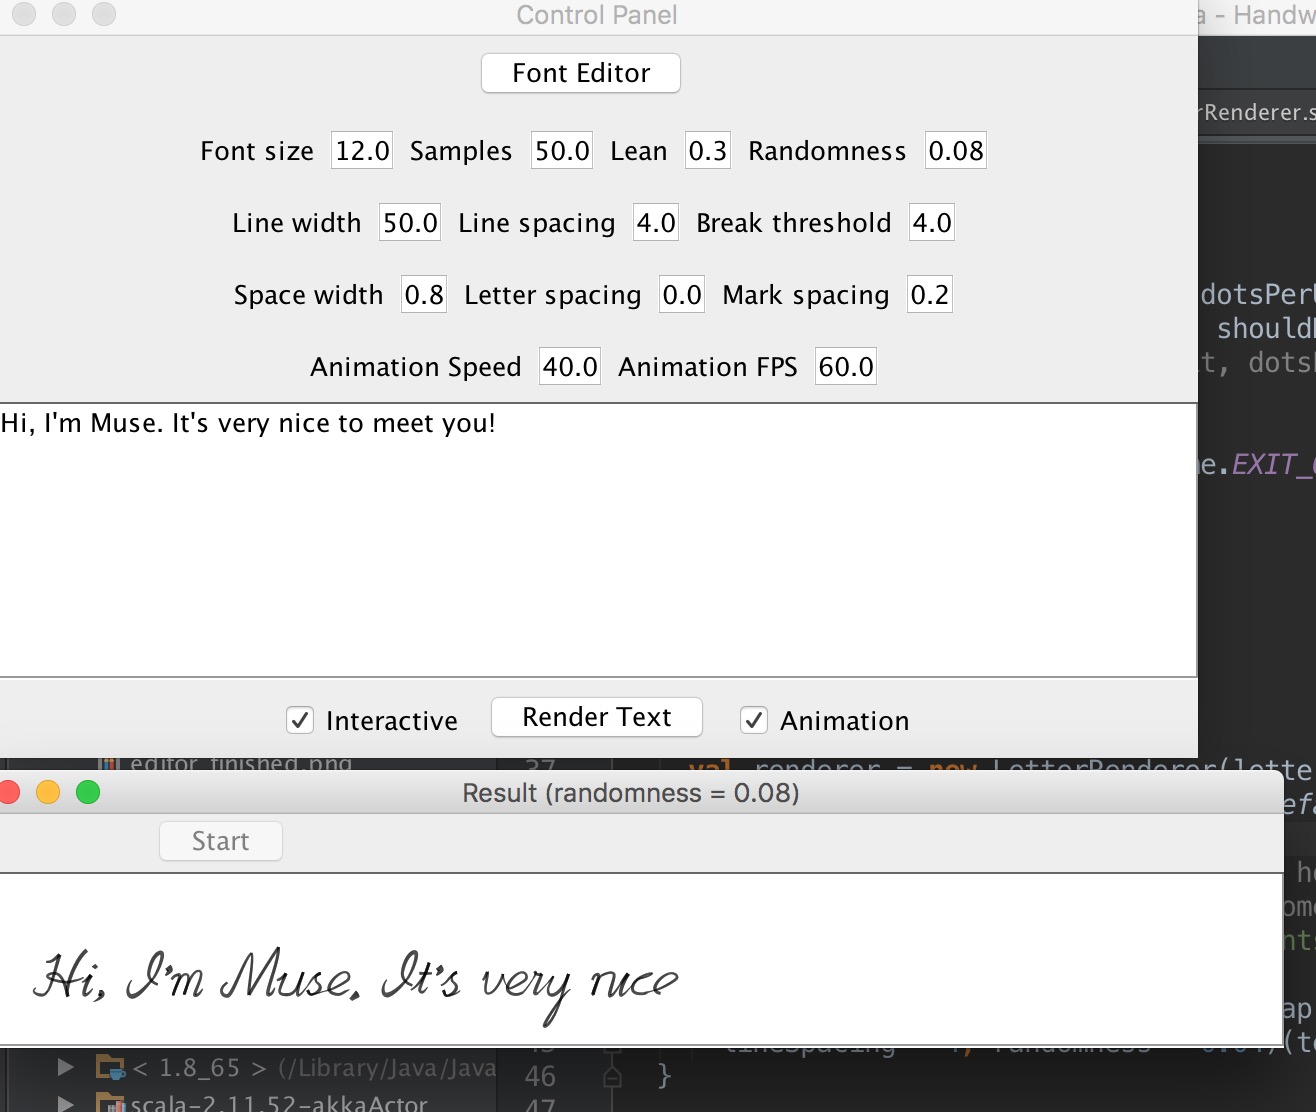 Control Panel
a - Handw
Font Editor
rRenderer.s
Font size 12.0 Samples 50.0 Lean 0.3 Randomness 0.08
Line width 50.0 Line spacing 4.0 Break threshold 4.0
Space width 0.8 Letter spacing 0.0 Mark spacing 0.2
dotsPer
should
t, dots
Animation Speed 40.0 Animation FPS 60.0
Hi, I'm Muse. It's very nice to meet you!
e.EXIT_
Interactive Render Text Animation
editor_finished.png
37 val renderer = new LetterRenderer(lette
Result (randomness = 0.08)
efa
Start
Hi, I'm Muse. It's very nice
ap
)(to
< 1.8_65 > (/Library/Java/Java
46 }
scala-2.11.52-akkaActor
47